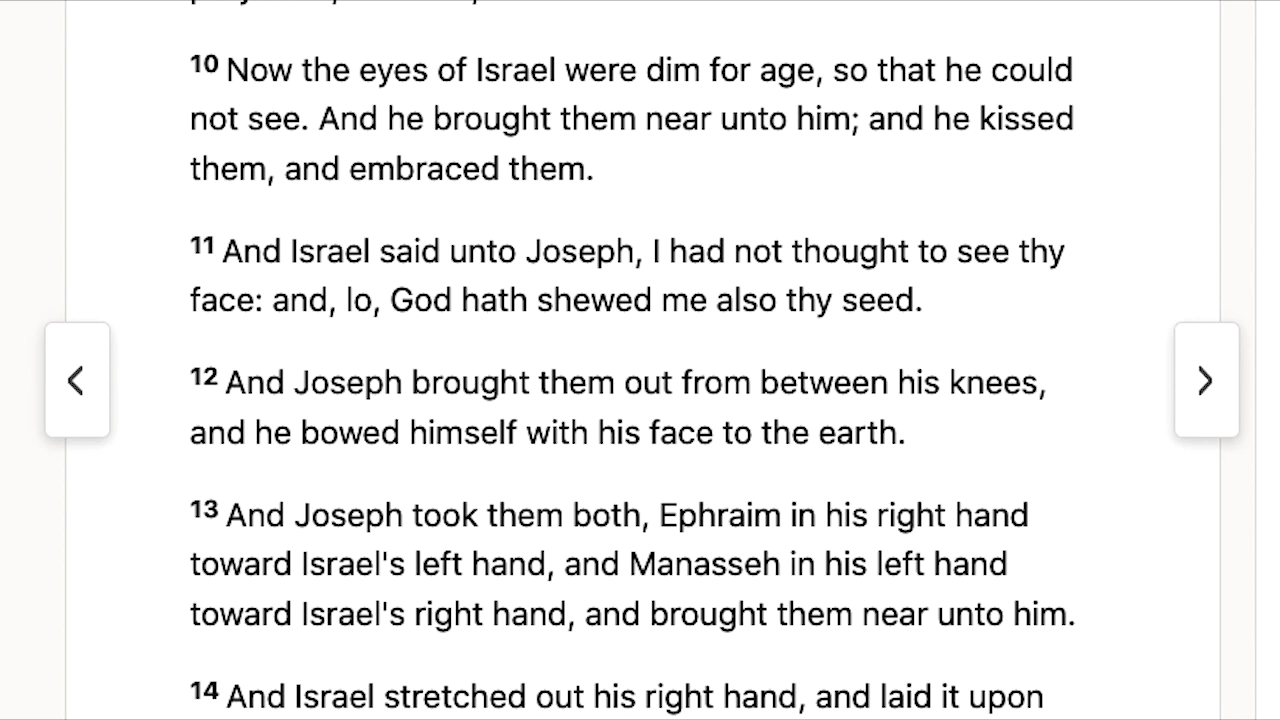 10 Now the eyes of Israel were dim for age, so that he could
not see. And he brought them near unto him; and he kissed
them, and embraced them.
11 And Israel said unto Joseph, I had not thought to see thy
face: and, lo, God hath shewed me also thy seed.
12 And Joseph brought them out from between his knees,
and he bowed himself with his face to the earth.
13 And Joseph took them both, Ephraim in his right hand
toward Israel's left hand, and Manasseh in his left hand
toward Israel's right hand, and brought them near unto him.
14 And Israel stretched out his right hand, and laid it upon